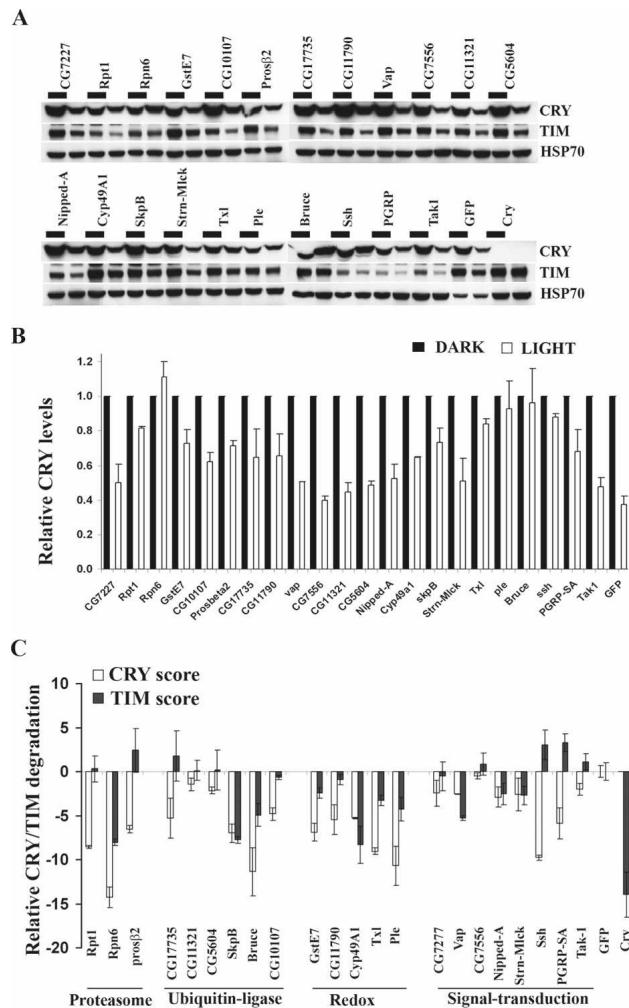 A
CG7227 Rpt1 Rpn6 GstE7 CG10107 Prosβ2 CG17735 CG11790 Vap CG7556 CG11321 CG5604
CRY
TIM
HSP70
Nipped-A Cyp49A1 SkpB Strn-Mlck Txl Ple Bruce Ssh PGRP Tak1 GFP Cry
CRY
TIM
HSP70
B
DARK LIGHT
Relative CRY levels
1.2
1.0
0.8
0.6
0.4
0.2
0.0
CG7227 Rpt1 Rpn6 GstE7 CG10107 Prosbeta2 CG17735 CG11790 vap CG7556 CG11321 CG5604 Nipped-A Cyp49a1 skpB Strn-Mlck Txl ple Bruce ssh PGRP-SA Tak1 GFP
C
CRY score
TIM score
Relative CRY/TIM degradation
10
5
0
-5
-10
-15
-20
Rpt1 Rpn6 prosβ2 CG17735 CG11321 CG5604 SkpB Bruce CG10107 GstE7 CG11790 Cyp49A1 Txl Ple CG7277 Vap CG7556 Nipped-A Strn-Mlck Ssh PGRP-SA Tak-1 GFP Cry
Proteasome Ubiquitin-ligase Redox Signal-transduction